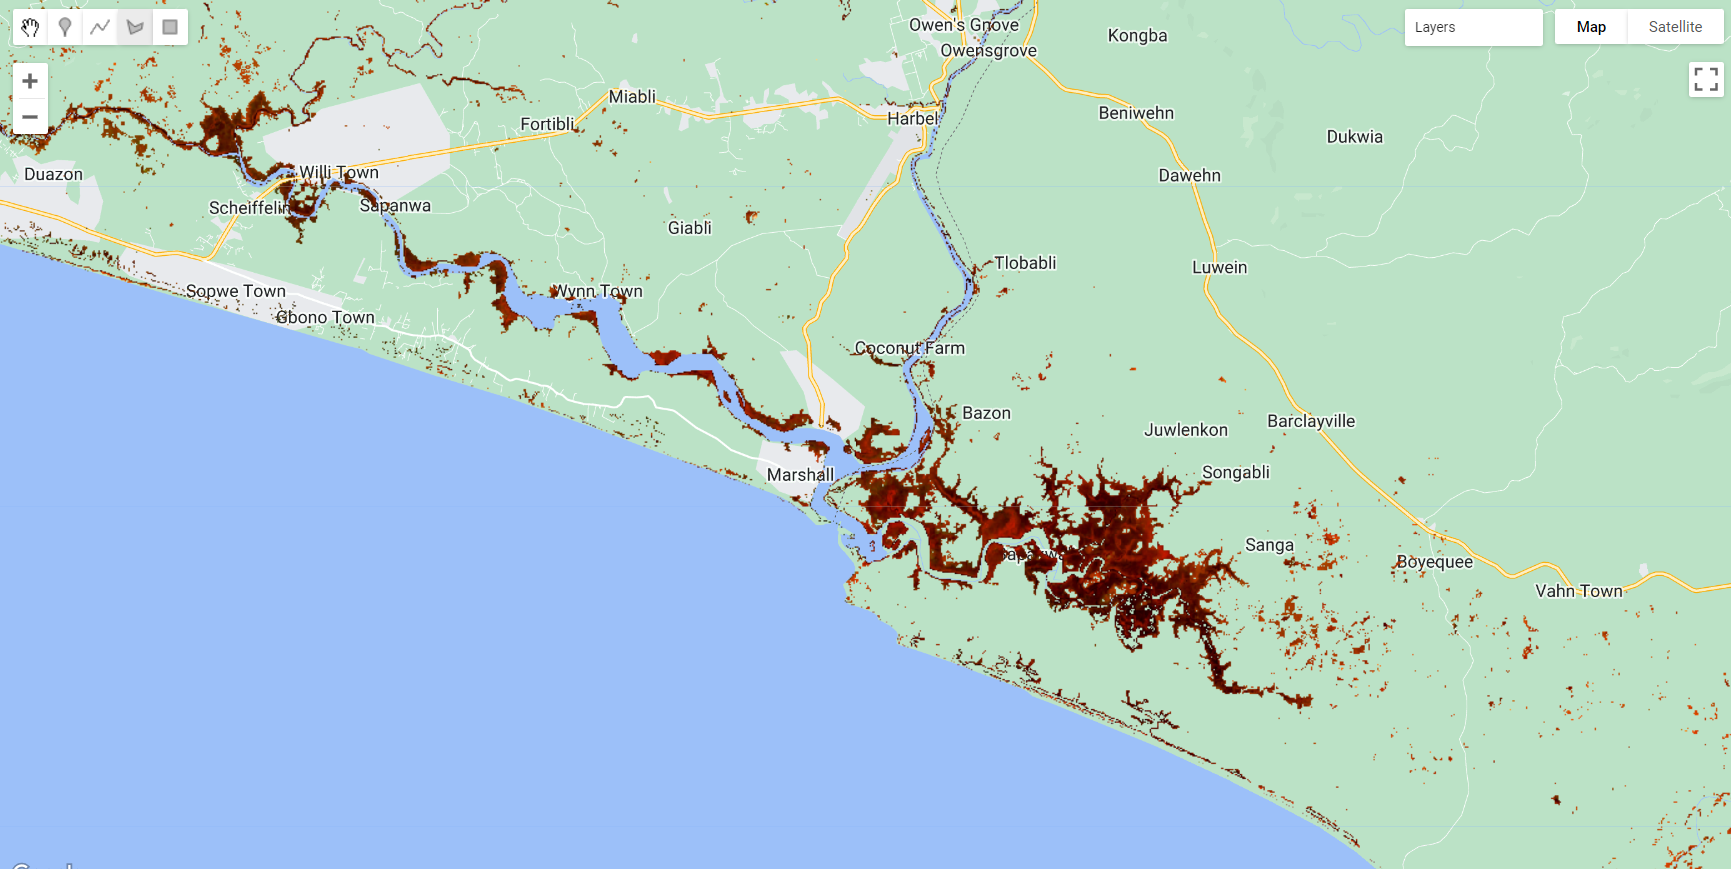 Owen's Grove
Kongba
Layers
Map
Satellite
Owensgrove
Miabli
Harbel
Beniwehn
Fortibli
Dukwia
Duazon
Willi Town
Dawehn
Scheiffelin
Sapanwa
Giabli
Tlobabli
Luwein
Sopwe Town
Wynn Town
Gbono Town
Coconut Farm
Bazon
Barclayville
Juwlenkon
Marshall
Songabli
Sanga
Boyequee
Vahn Town